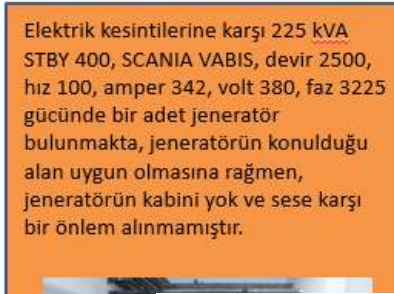 Elektrik kesintilerine karşı 225 kVA
STBY 400, SCANIA VABIS, devir 2500,
hız 100, amper 342, volt 380, faz 3225
gücünde bir adet jeneratör
bulunmakta, jeneratörün konulduğu
alan uygun olmasına rağmen,
jeneratörün kabini yok ve sese karşı
bir önlem alınmamıştır.